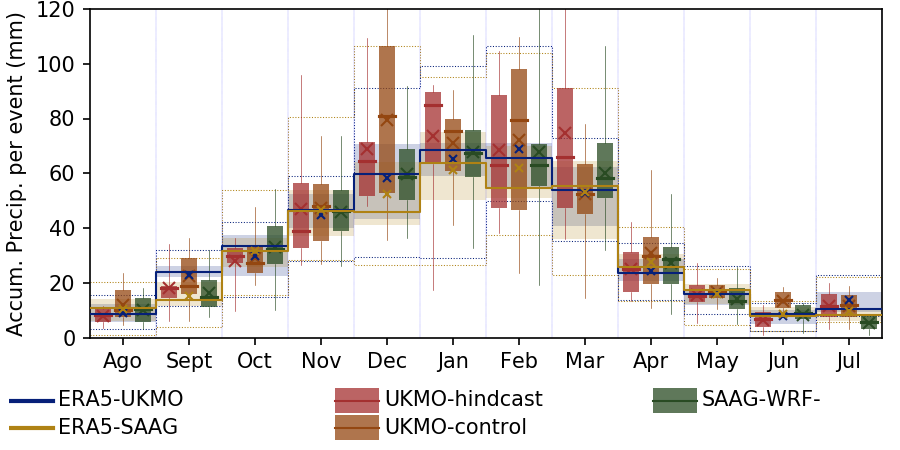 Accum. Precip. per event (mm)
120
100
80
60
40
20
0
Ago Sept Oct Nov Dec Jan Feb Mar Apr May Jun Jul
ERA5-UKMO UKMO-hindcast SAAG-WRF-
ERA5-SAAG UKMO-control